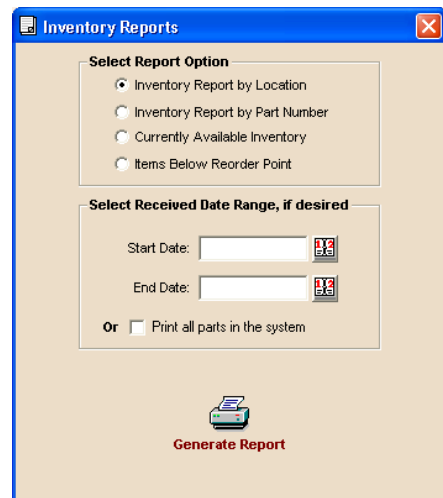 Inventory Reports
Select Report Option
Inventory Report by Location
Inventory Report by Part Number
Currently Available Inventory
Items Below Reorder Point
Select Received Date Range, if desired
Start Date:
12
End Date:
12
Or Print all parts in the system
Generate Report